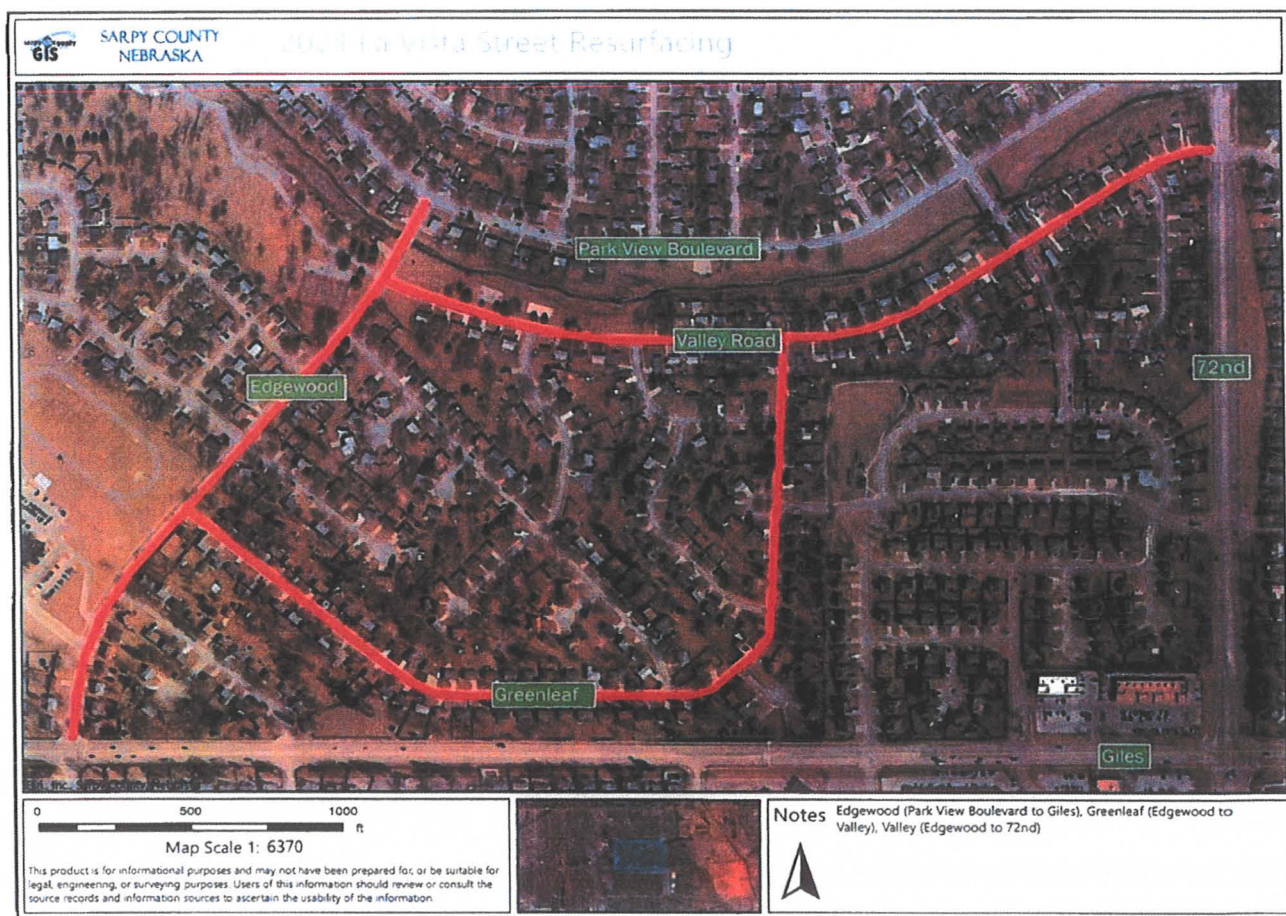 sarpy county
GIS
SARPY COUNTY
NEBRASKA
2023 La Vista Street Resurfacing
Park View Boulevard
Valley Road
72nd
Edgewood
Greenleaf
Giles
0 500 1000
ft
Map Scale 1: 6370
This product is for informational purposes and may not have been prepared for, or be suitable for
legal, engineering, or surveying purposes. Users of this information should review or consult the
source records and information sources to ascertain the usability of the information.
Notes Edgewood (Park View Boulevard to Giles), Greenleaf (Edgewood to
Valley), Valley (Edgewood to 72nd)